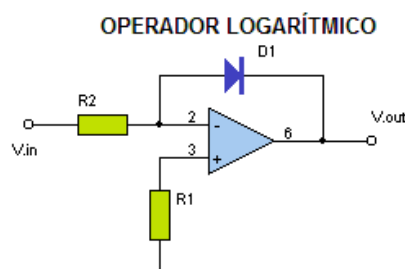 OPERADOR LOGARÍTMICO
D1
R2
2
-
6
V.out
V.in
3
+
R1